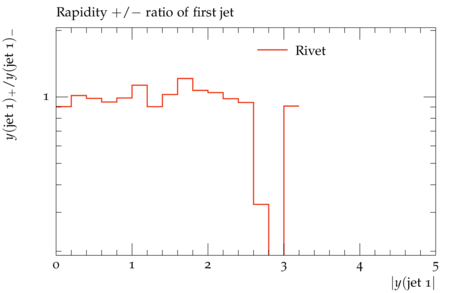 Rapidity +/− ratio of first jet
y(jet 1)+/y(jet 1)−
Rivet
1
0 1 2 3 4 5
|y(jet 1|